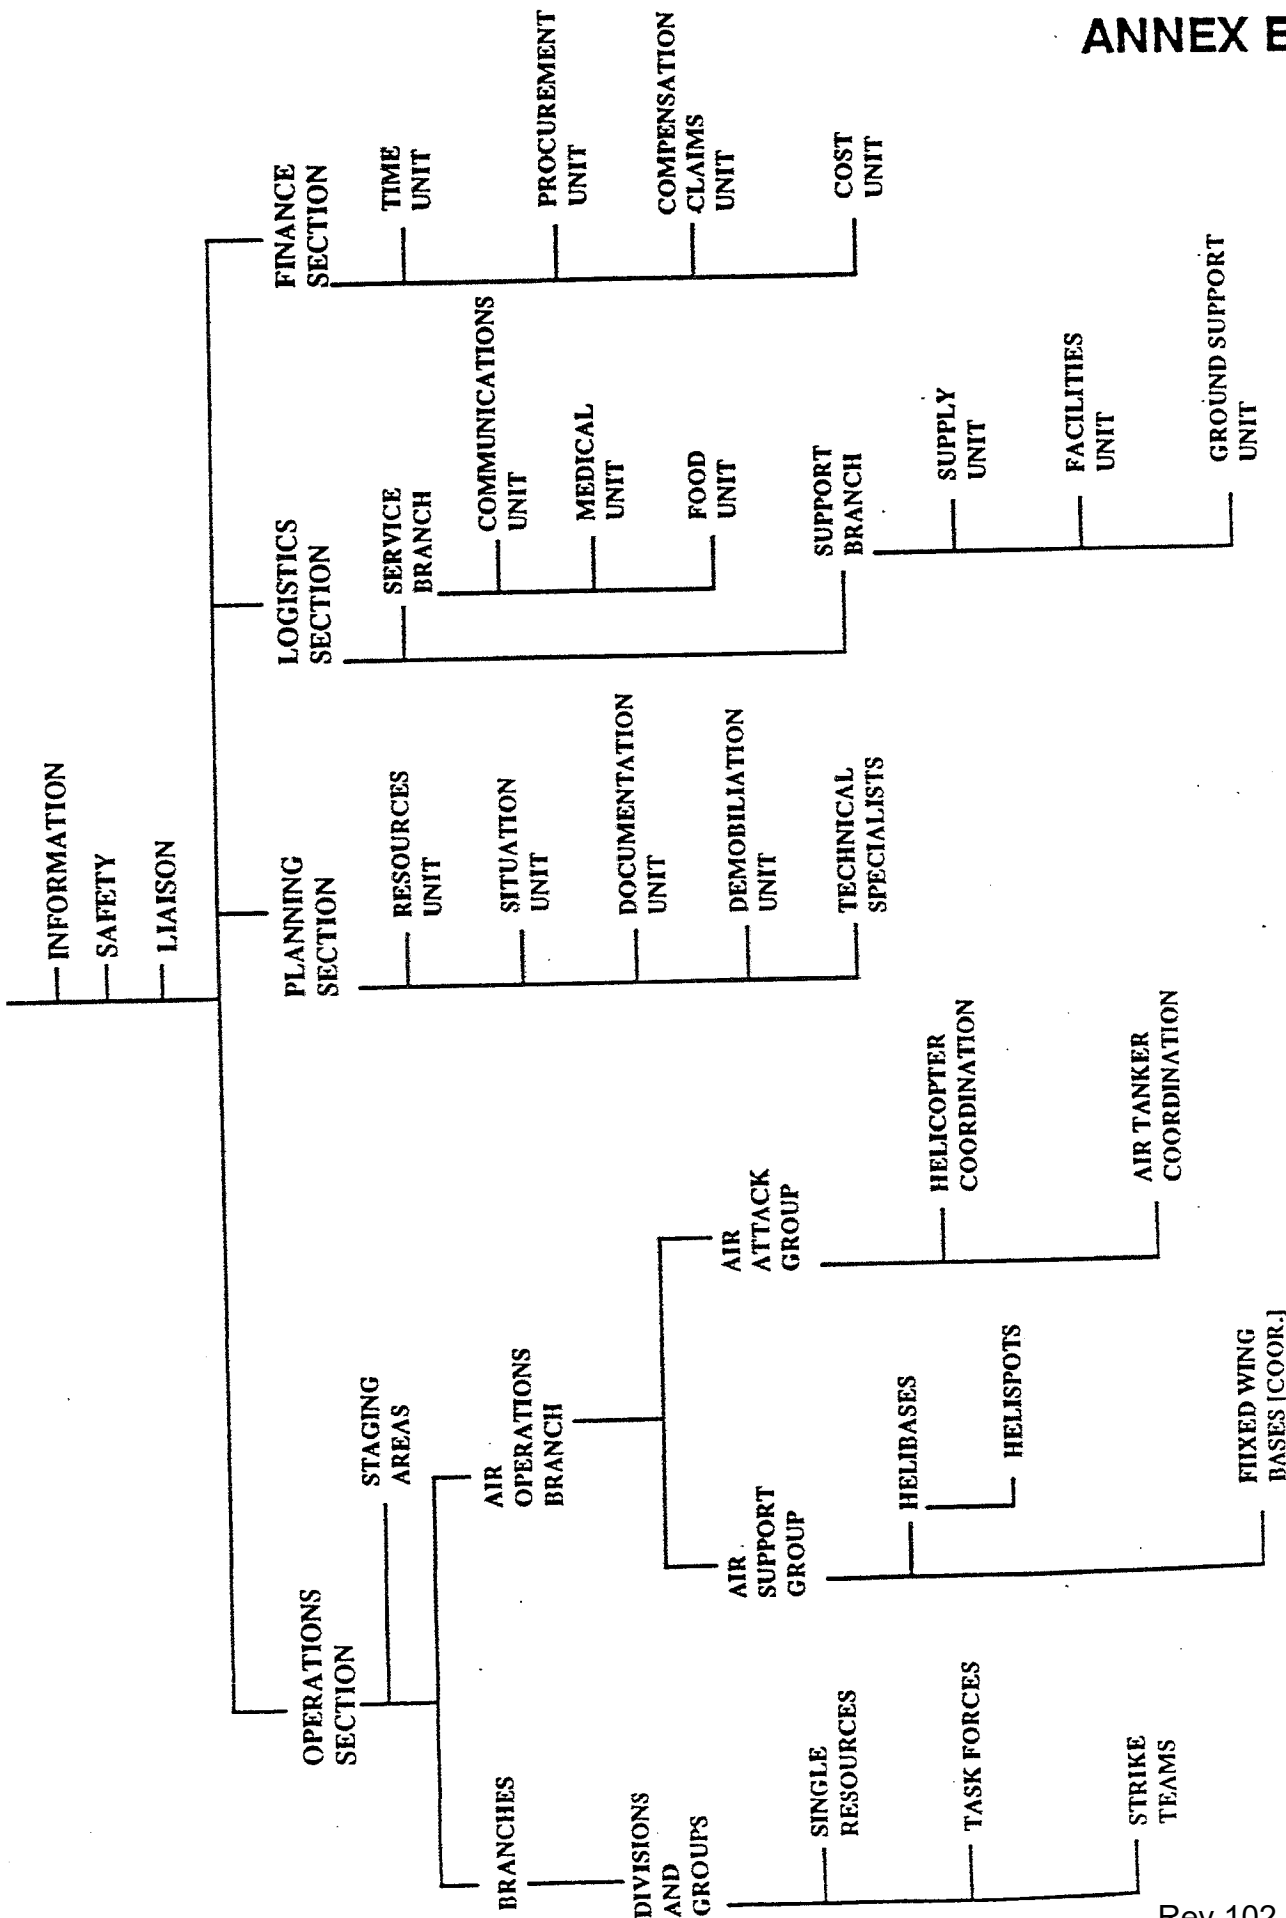 ANNEX E
INFORMATION
SAFETY
LIAISON
OPERATIONS
SECTION
STAGING
AREAS
BRANCHES
DIVISIONS
AND
GROUPS
SINGLE
RESOURCES
TASK FORCES
STRIKE
TEAMS
AIR
OPERATIONS
BRANCH
AIR
SUPPORT
GROUP
HELIBASES
HELISPOTS
FIIXED WING
BASES [COOR.]
AIR
ATTACK
GROUP
HELICOPTER
COORDINATION
AIR TANKER
COORDINATION
PLANNING
SECTION
RESOURCES
UNIT
SITUATION
UNIT
DOCUMENTATION
UNIT
DEMOBILIATION
UNIT
TECHNICAL
SPECIALISTS
LOGISTICS
SECTION
SERVICE
BRANCH
COMMUNICATIONS
UNIT
MEDICAL
UNIT
FOOD
UNIT
SUPPORT
BRANCH
SUPPLY
UNIT
FACILITIES
UNIT
GROUND SUPPORT
UNIT
FINANCE
SECTION
TIME
UNIT
PROCUREMENT
UNIT
COMPENSATION
CLAIMS
UNIT
COST
UNIT
Rev 102